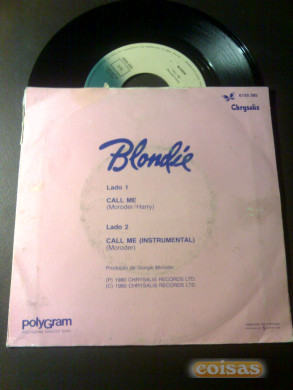 Chrysalis
Blondie
Lado 1
CALL ME
(Moroder/Harry)
Lado 2
CALL ME (INSTRUMENTAL)
(Moroder)
Produção de Giorgio Moroder
(P) 1980 CHRYSALIS RECORDS LTD.
(C) 1980 CHRYSALIS RECORDS LTD.
polyGram
coisas